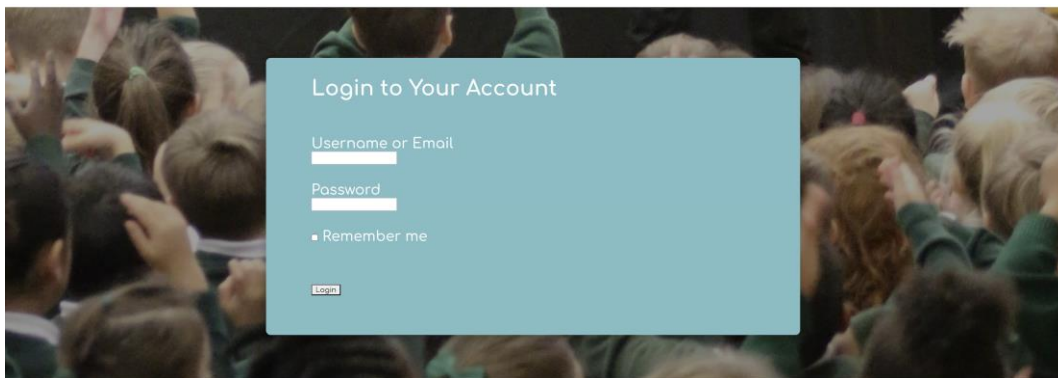 Login to Your Account
Username or Email
Password
Remember me
Login